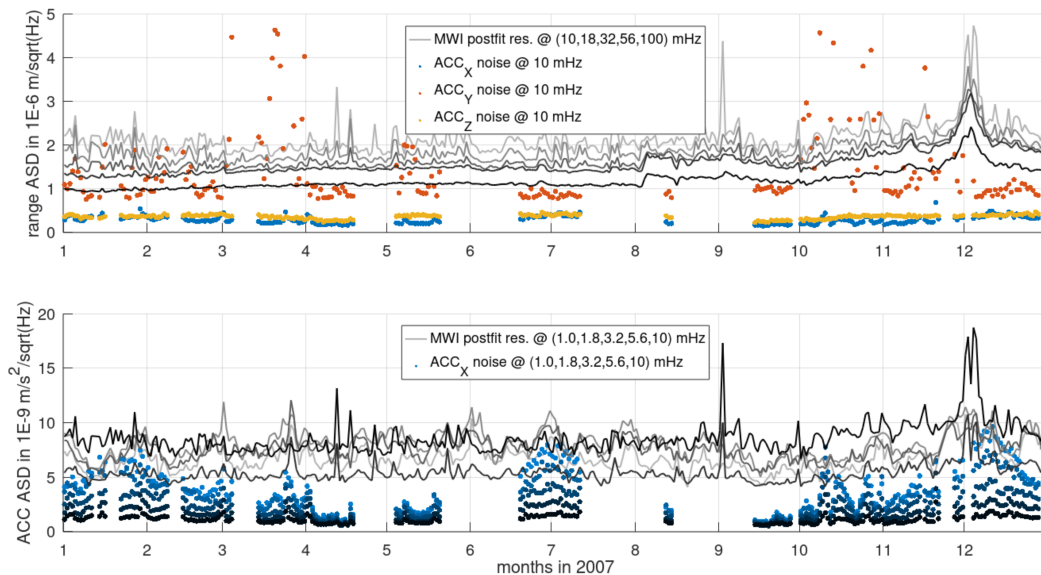 5
4
3
2
1
0
range ASD in 1E-6 m/sqrt(Hz)
MWI postfit res. @ (10,18,32,56,100) mHz
ACC_X noise @ 10 mHz
ACC_Y noise @ 10 mHz
ACC_Z noise @ 10 mHz
1 2 3 4 5 6 7 8 9 10 11 12
20
15
10
5
0
ACC ASD in 1E-9 m/s^2/sqrt(Hz)
MWI postfit res. @ (1.0,1.8,3.2,5.6,10) mHz
ACC_X noise @ (1.0,1.8,3.2,5.6,10) mHz
1 2 3 4 5 6 7 8 9 10 11 12
months in 2007